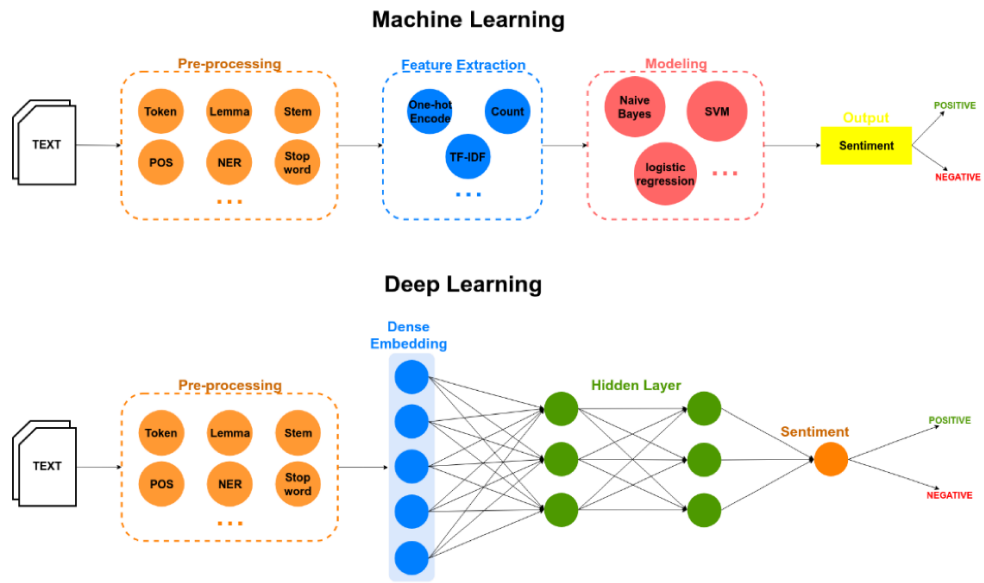 Machine Learning
Pre-processing
Feature Extraction
Modeling
TEXT
Token
Lemma
Stem
POS
NER
Stop
word
...
One-hot
Encode
Count
TF-IDF
...
Naive
Bayes
SVM
logistic
regression
...
Output
Sentiment
POSITIVE
NEGATIVE
Deep Learning
Dense
Embedding
Pre-processing
Hidden Layer
TEXT
Token
Lemma
Stem
POS
NER
Stop
word
...
Sentiment
POSITIVE
NEGATIVE